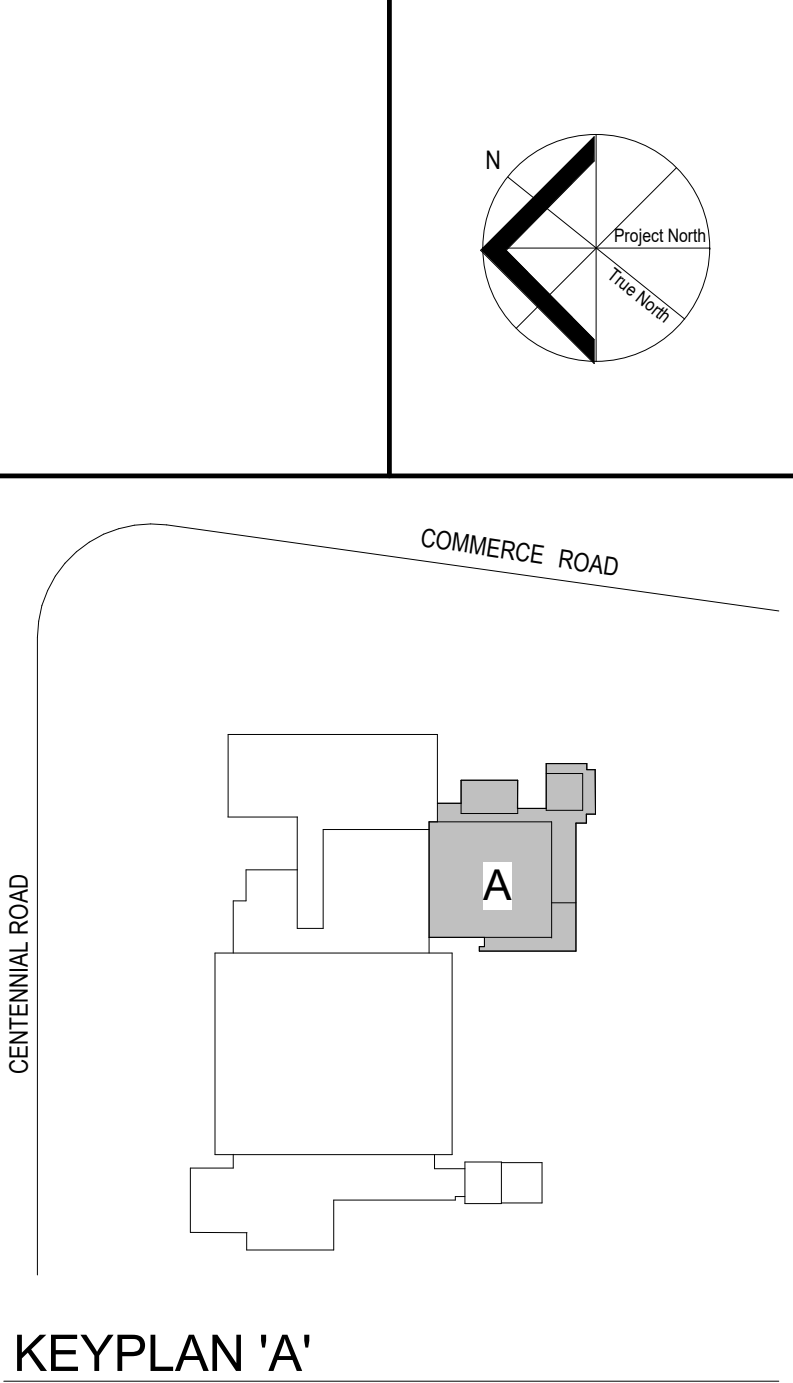 N
Project North
True North
COMMERCE ROAD
A
CENTENNIAL ROAD
KEYPLAN 'A'